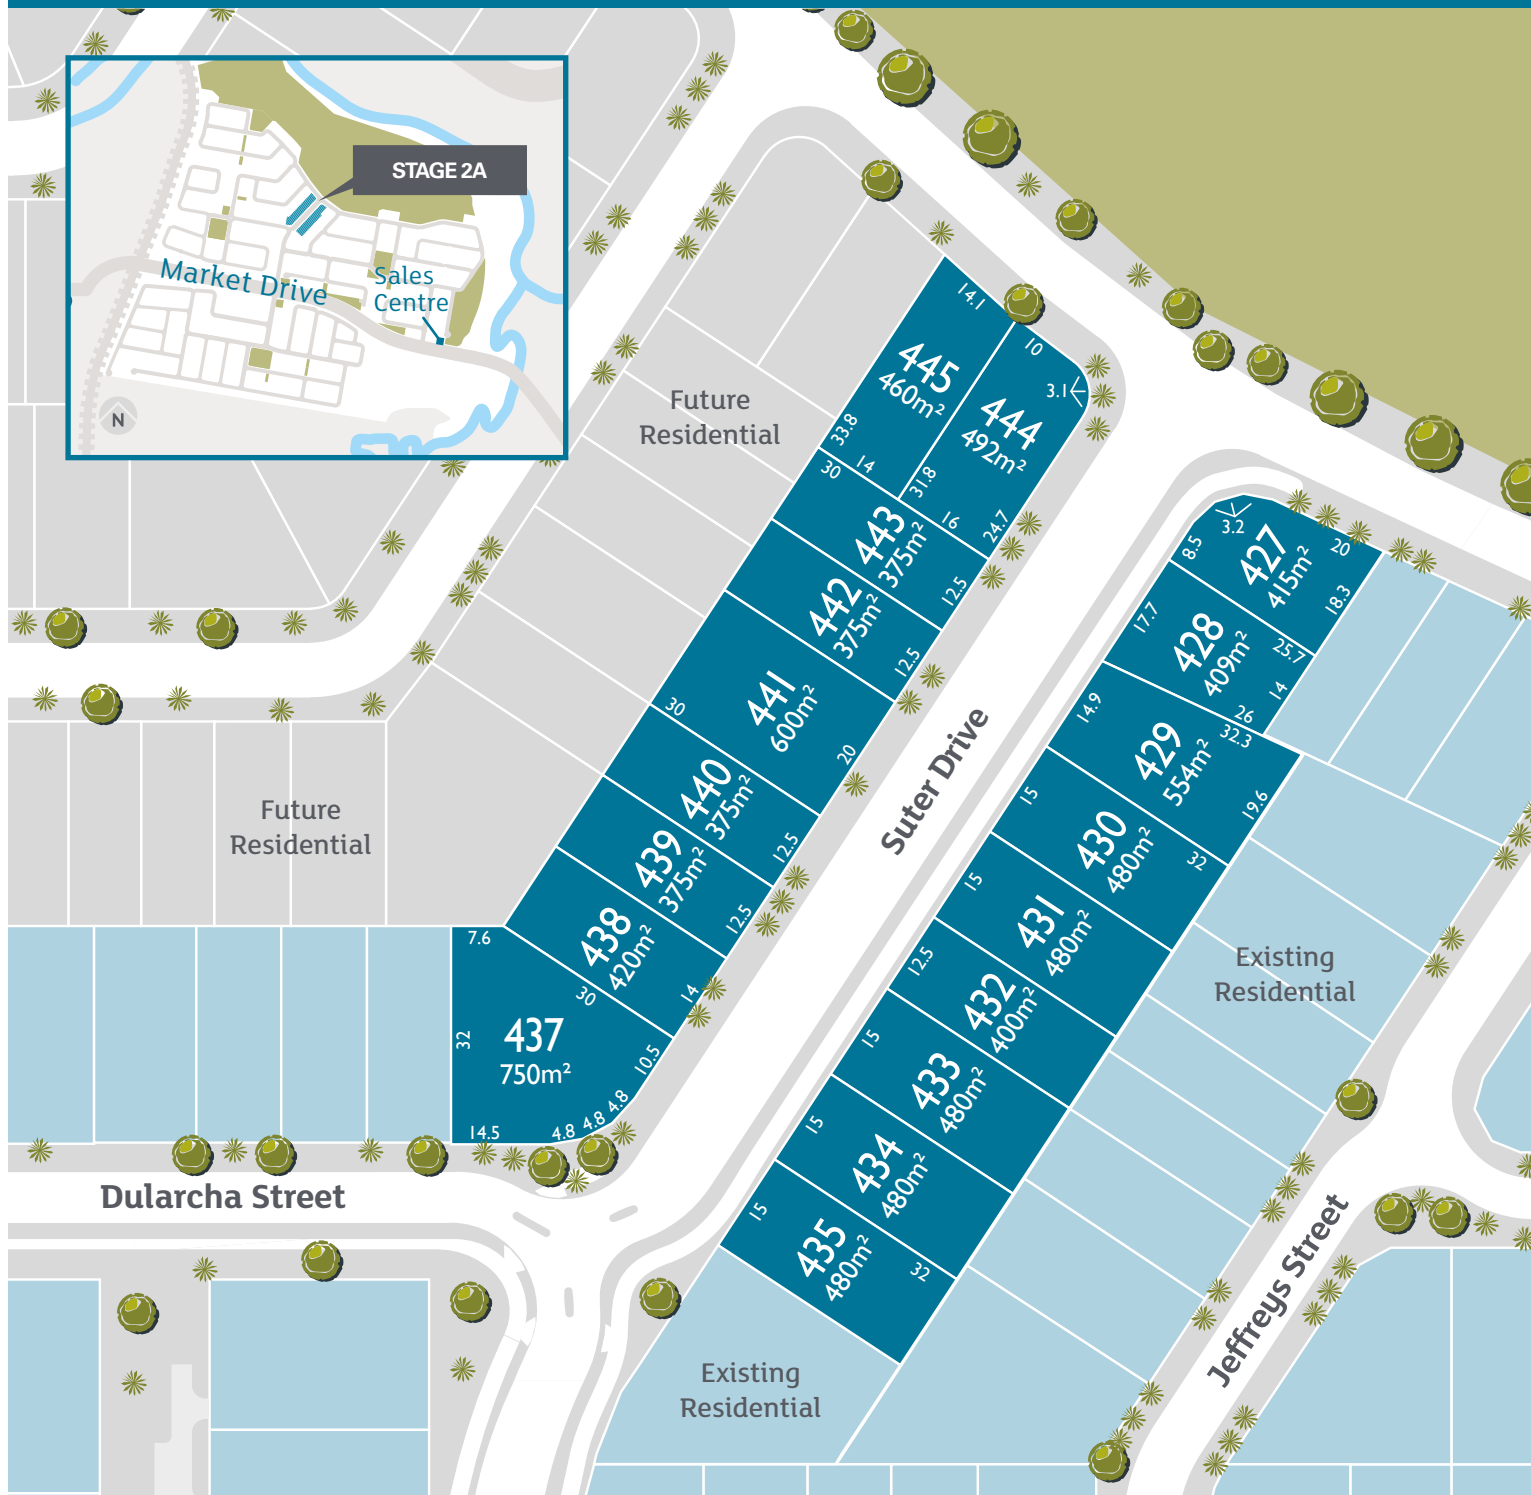 STAGE 2A
Market Drive
Sales
Centre
N
Future
Residential
14.1
10
3.1
445
460m²
444
492m²
33.8
14
31.8
30
16
24.7
443
375m²
12.5
442
375m²
12.5
441
600m²
30
20
440
375m²
12.5
439
375m²
12.5
438
420m²
14
30
7.6
32
437
750m²
10.5
4.8
4.8
4.8
14.5
Suter Drive
3.2
8.5
427
415m²
20
18.3
17.7
428
409m²
25.7
14
26
14.9
429
554m²
32.3
19.6
15
430
480m²
32
15
431
480m²
12.5
432
400m²
15
433
480m²
15
434
480m²
15
435
480m²
32
Future
Residential
Existing
Residential
Dularcha Street
Jeffreys Street
Existing
Residential